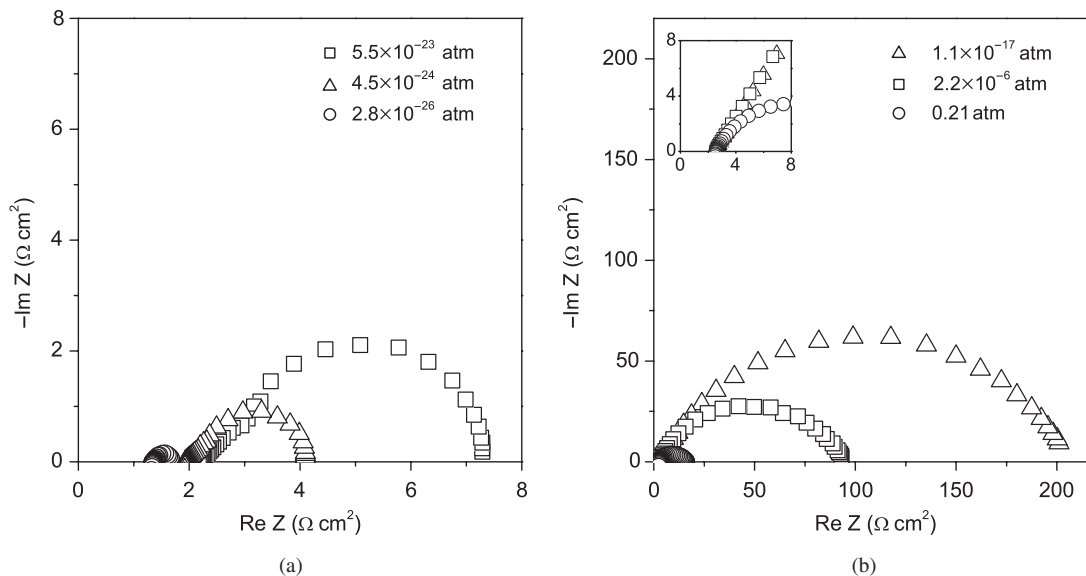 8
6
4
2
0
0
2
4
6
8
−Im Z (Ω cm²)
Re Z (Ω cm²)
5.5×10⁻²³ atm
4.5×10⁻²⁴ atm
2.8×10⁻²⁶ atm
(a)
200
175
150
100
50
0
0
50
100
150
200
−Im Z (Ω cm²)
Re Z (Ω cm²)
8
4
0
0
4
8
1.1×10⁻¹⁷ atm
2.2×10⁻⁶ atm
0.21 atm
(b)